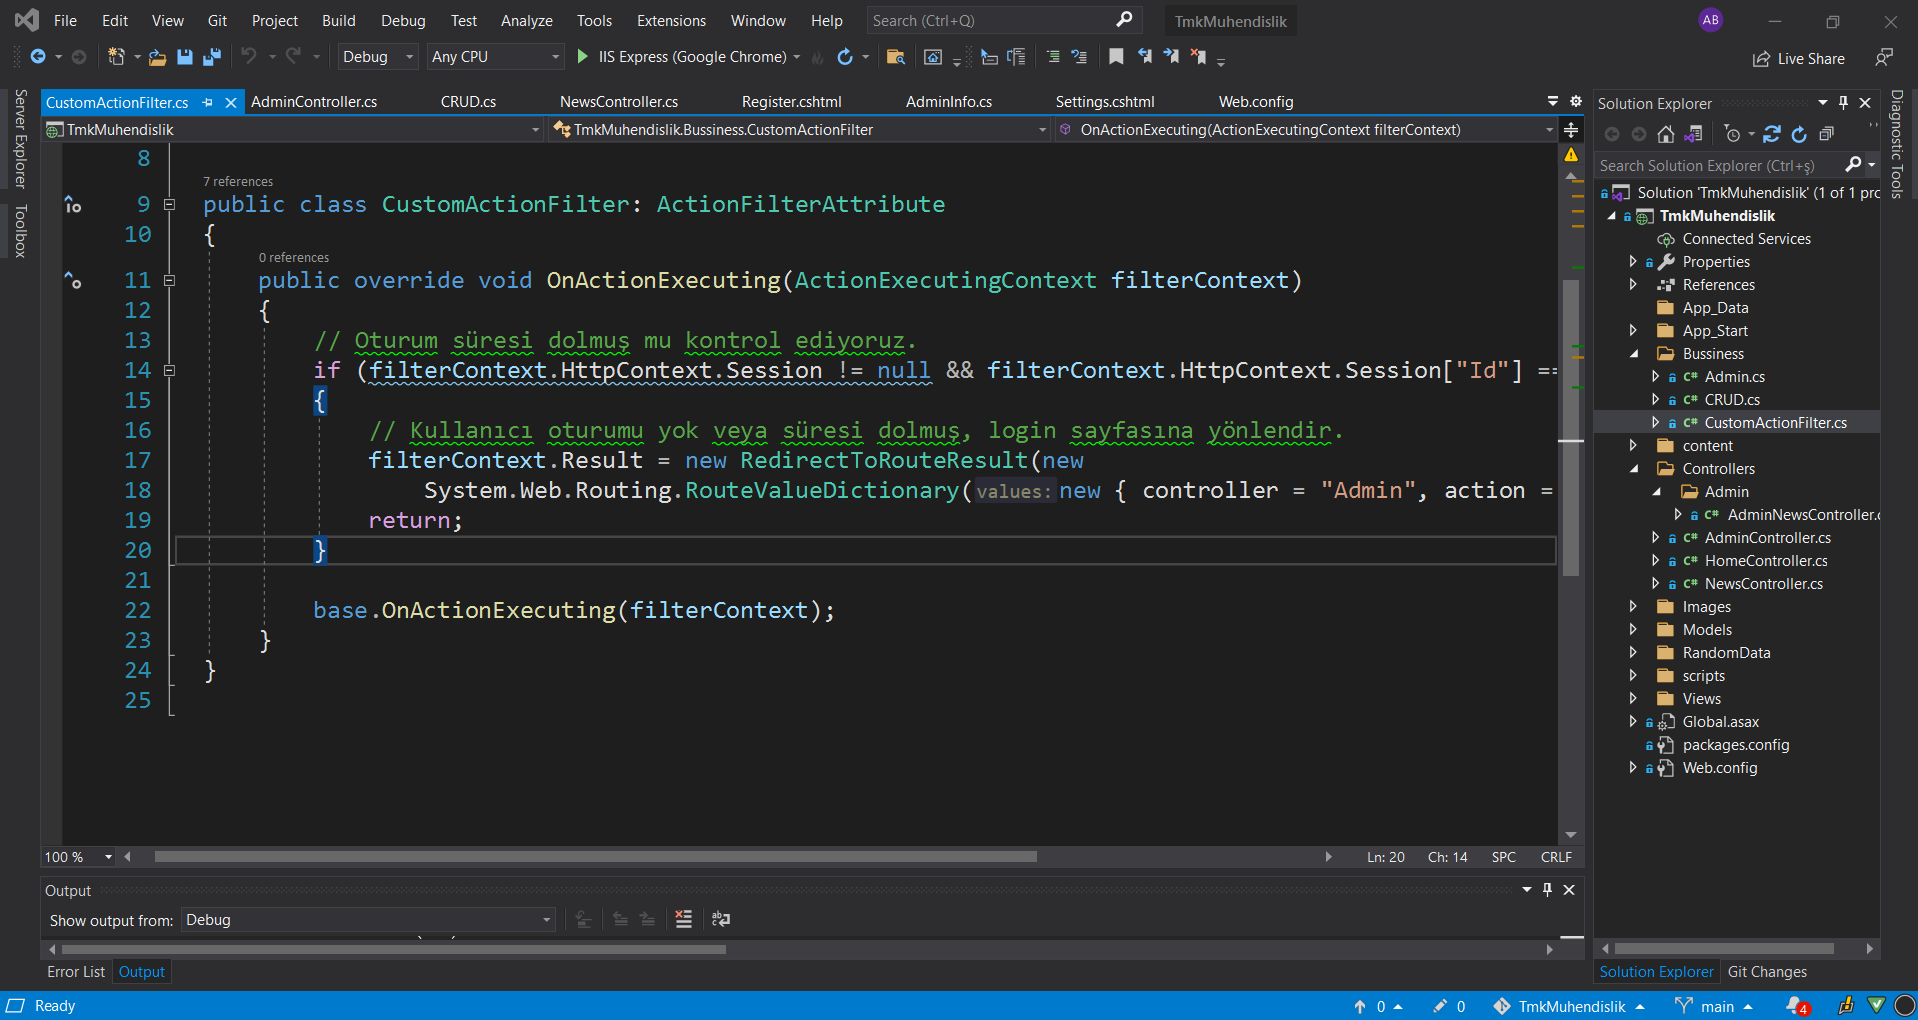 File Edit View Git Project Build Debug Test Analyze Tools Extensions Window Help Search (Ctrl+Q) TmkMuhendislik AB
Debug Any CPU IIS Express (Google Chrome) Live Share
Server Explorer
Toolbox
CustomActionFilter.cs AdminController.cs CRUD.cs NewsController.cs Register.cshtml AdminInfo.cs Settings.cshtml Web.config
TmkMuhendislik TmkMuhendislik.Bussiness.CustomActionFilter OnActionExecuting(ActionExecutingContext filterContext)
8
7 references
9 public class CustomActionFilter: ActionFilterAttribute
10 {
0 references
11 public override void OnActionExecuting(ActionExecutingContext filterContext)
12 {
13 // Oturum süresi dolmuş mu kontrol ediyoruz.
14 if (filterContext.HttpContext.Session != null && filterContext.HttpContext.Session["Id"] ==
15 {
16 // Kullanıcı oturumu yok veya süresi dolmuş, login sayfasına yönlendir.
17 filterContext.Result = new RedirectToRouteResult(new
18 System.Web.Routing.RouteValueDictionary(values: new { controller = "Admin", action =
19 return;
20 }
21
22 base.OnActionExecuting(filterContext);
23 }
24 }
25
100 % Ln: 20 Ch: 14 SPC CRLF
Output
Show output from: Debug
Error List Output
Solution Explorer
Search Solution Explorer (Ctrl+ş)
Solution 'TmkMuhendislik' (1 of 1 pro
TmkMuhendislik
Connected Services
Properties
References
App_Data
App_Start
Bussiness
C# Admin.cs
C# CRUD.cs
C# CustomActionFilter.cs
content
Controllers
Admin
C# AdminNewsController.c
C# AdminController.cs
C# HomeController.cs
C# NewsController.cs
Images
Models
RandomData
scripts
Views
Global.asax
packages.config
Web.config
Solution Explorer Git Changes
Diagnostic Tools
Ready 0 0 TmkMuhendislik main 4